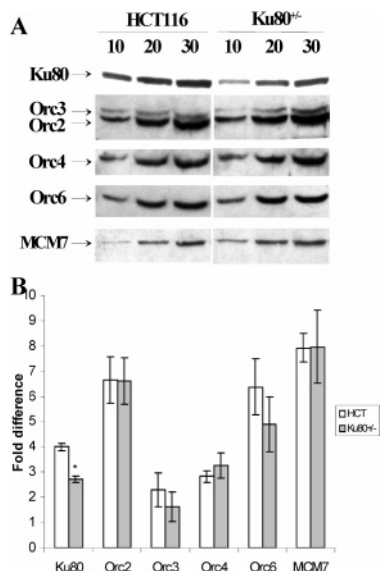 A
HCT116 Ku80+/-
10 20 30 10 20 30
Ku80
Orc3
Orc2
Orc4
Orc6
MCM7
B
Fold difference
10
9
8
7
6
5
4
3
2
1
0
*
HCT
Ku80+/-
Ku80 Orc2 Orc3 Orc4 Orc6 MCM7